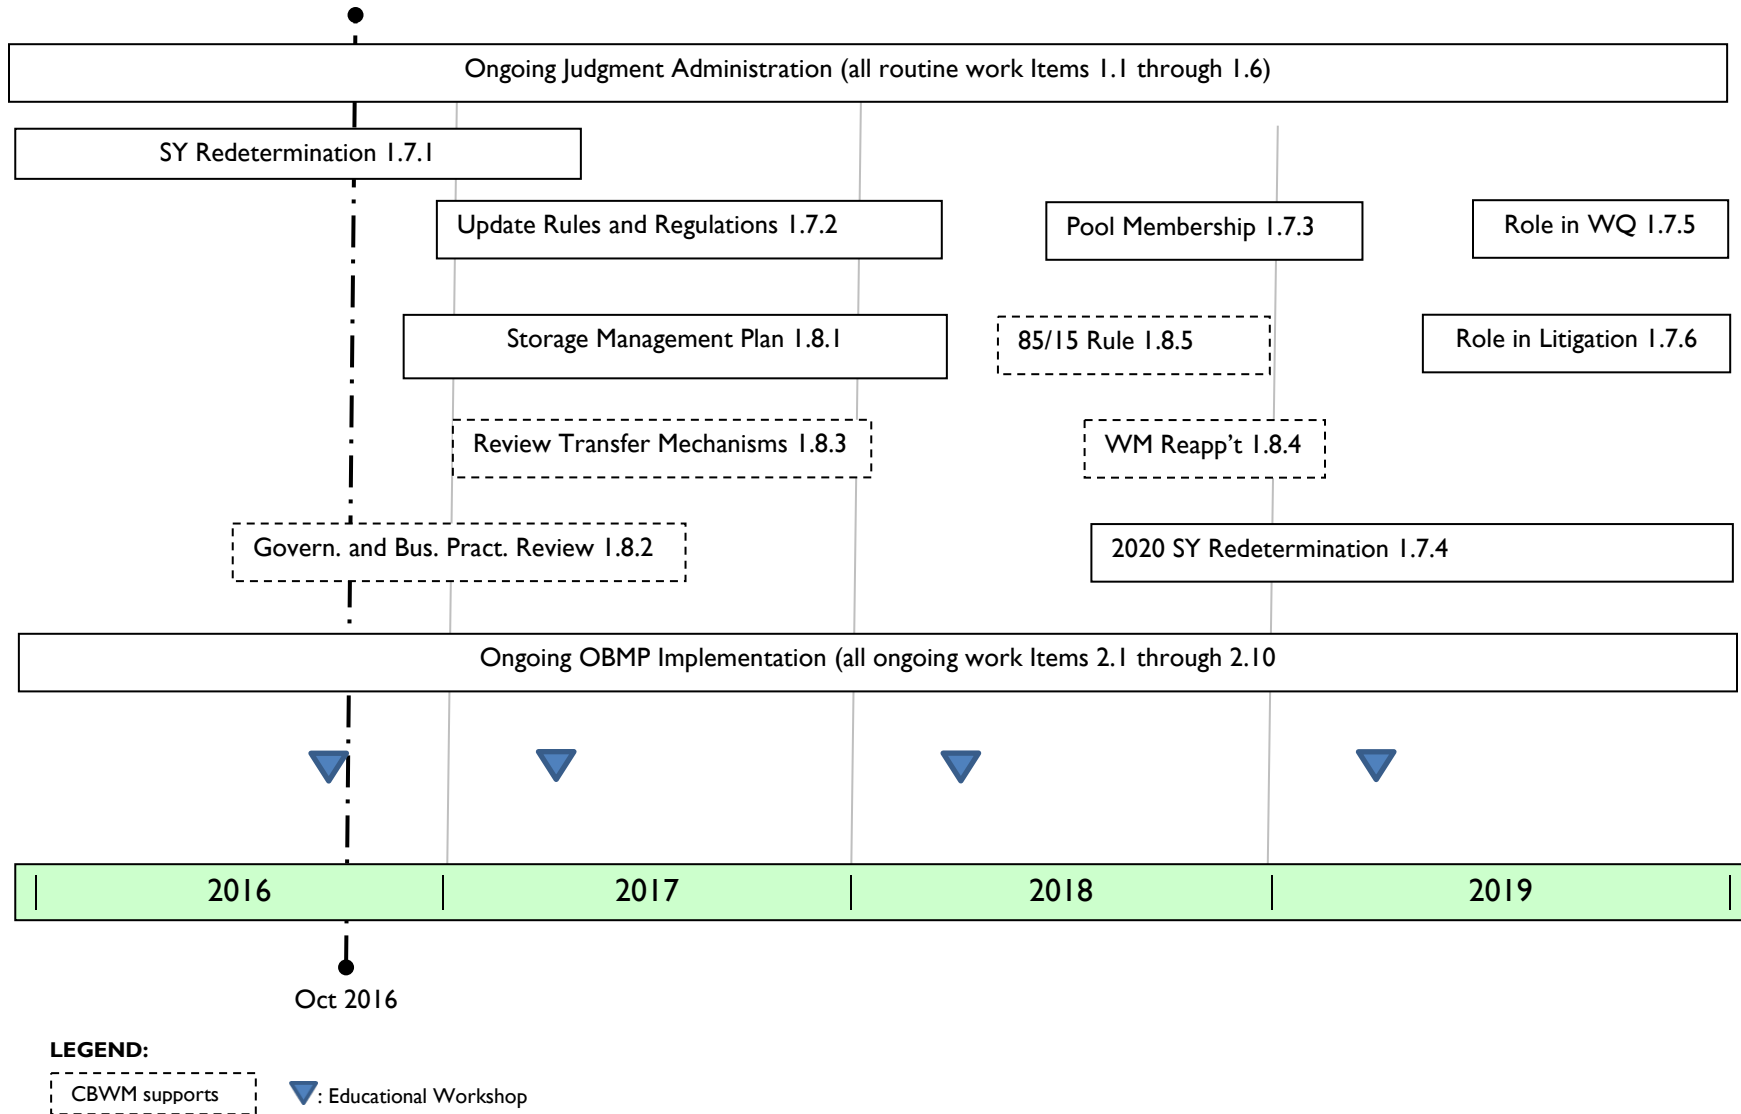 Ongoing Judgment Administration (all routine work Items 1.1 through 1.6)
SY Redetermination 1.7.1
Update Rules and Regulations 1.7.2
Pool Membership 1.7.3
Role in WQ 1.7.5
Storage Management Plan 1.8.1
85/15 Rule 1.8.5
Role in Litigation 1.7.6
Review Transfer Mechanisms 1.8.3
WM Reapp’t 1.8.4
Govern. and Bus. Pract. Review 1.8.2
2020 SY Redetermination 1.7.4
Ongoing OBMP Implementation (all ongoing work Items 2.1 through 2.10
2016 2017 2018 2019
Oct 2016
LEGEND:
CBWM supports : Educational Workshop